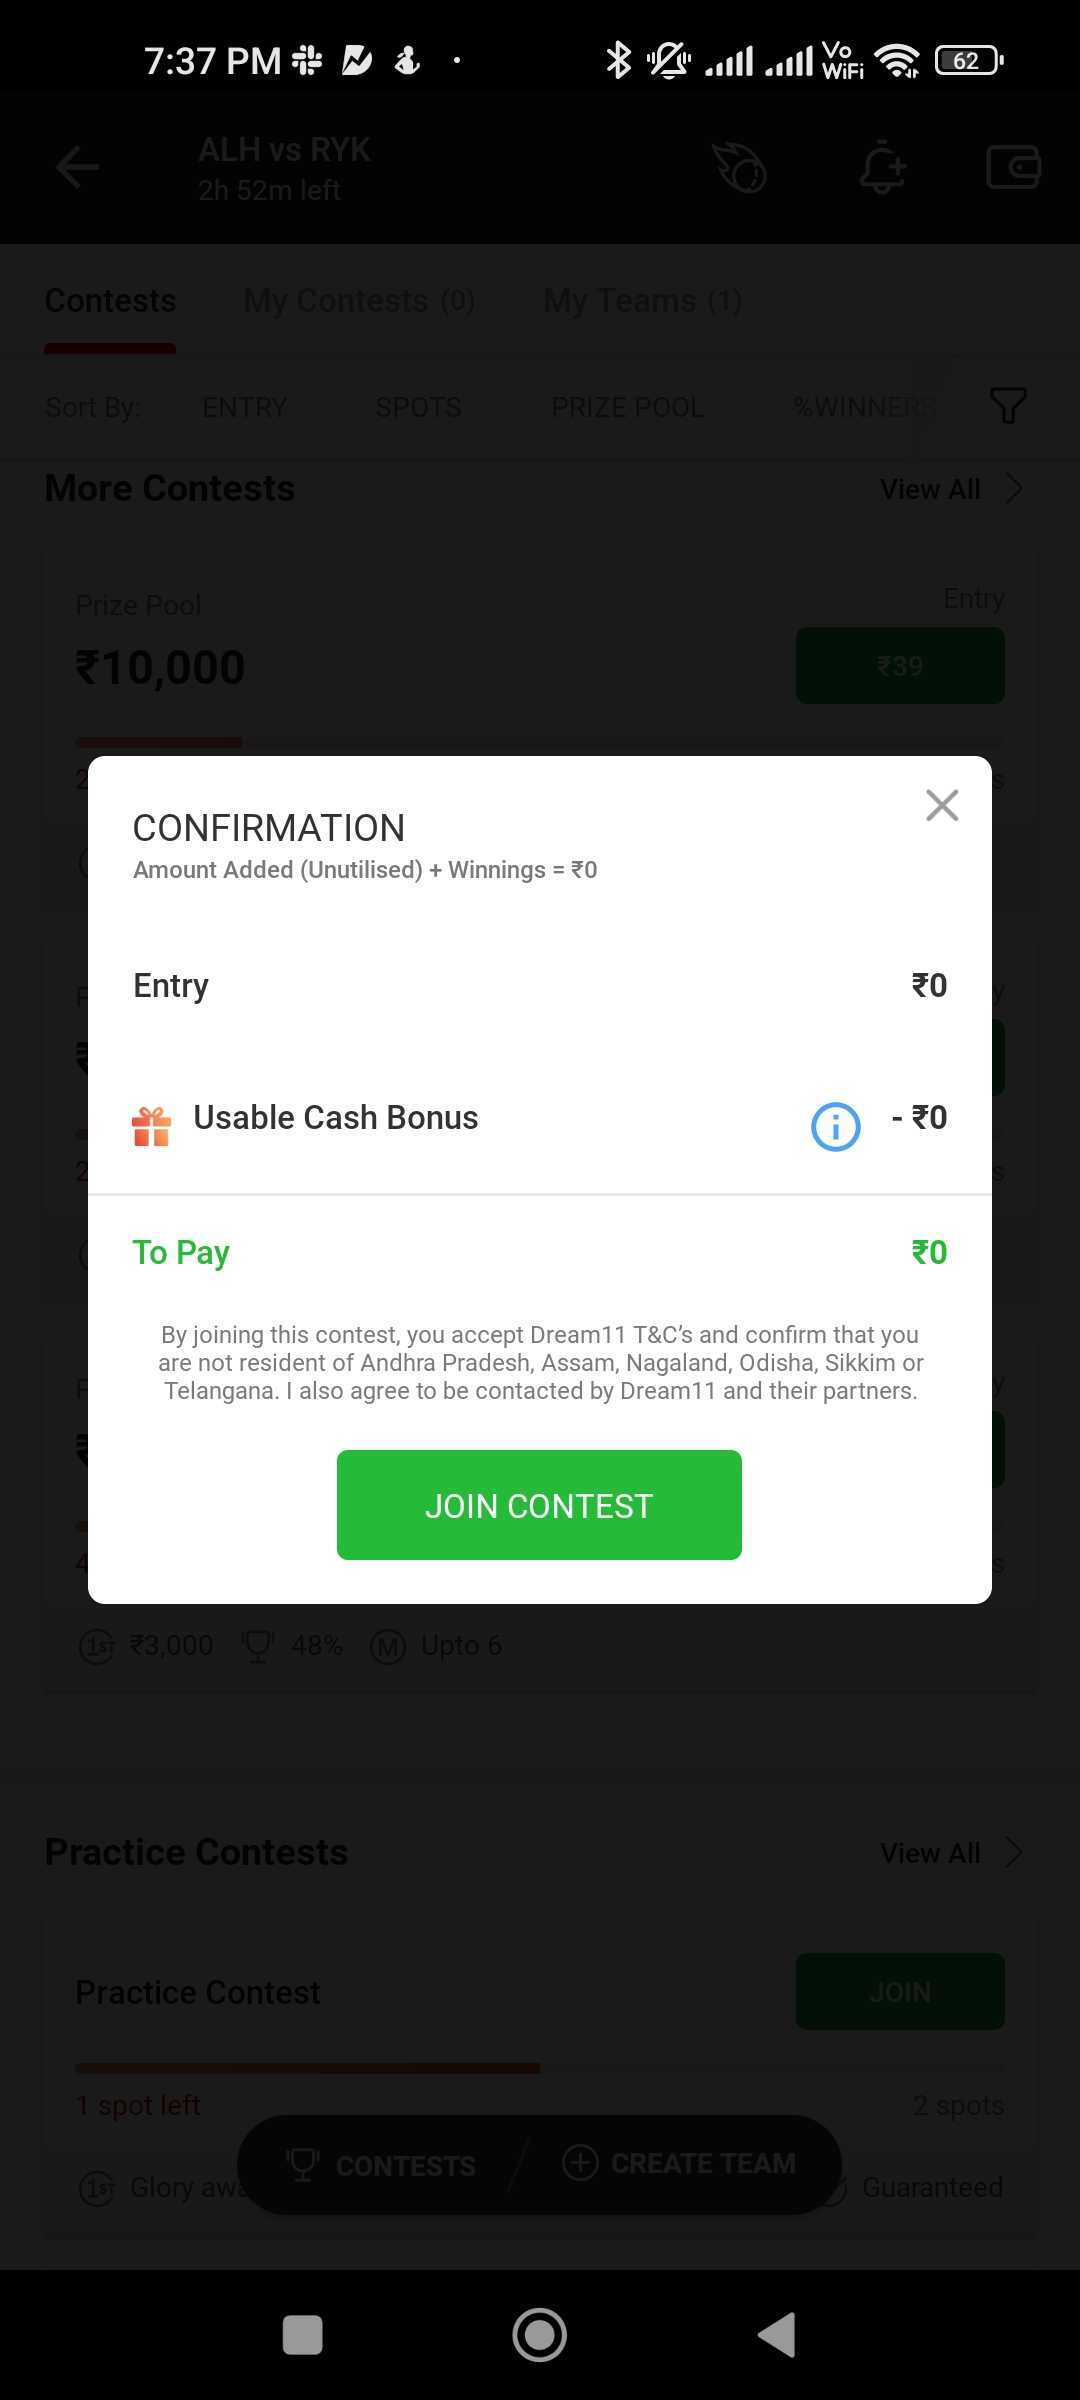 7:37 PM
Vo
WiFi
62
ALH vs RYK
2h 52m left
Contests
My Contests (0)
My Teams (1)
Sort By:
ENTRY
SPOTS
PRIZE POOL
%WINNERS
More Contests
View All
Prize Pool
Entry
₹10,000
₹39
CONFIRMATION
Amount Added (Unutilised) + Winnings = ₹0
Entry
₹0
Usable Cash Bonus
- ₹0
To Pay
₹0
By joining this contest, you accept Dream11 T&C’s and confirm that you
are not resident of Andhra Pradesh, Assam, Nagaland, Odisha, Sikkim or
Telangana. I also agree to be contacted by Dream11 and their partners.
JOIN CONTEST
1ST ₹3,000
48%
M Upto 6
Practice Contests
View All
Practice Contest
JOIN
1 spot left
2 spots
CONTESTS
CREATE TEAM
1ST Glory
Guaranteed